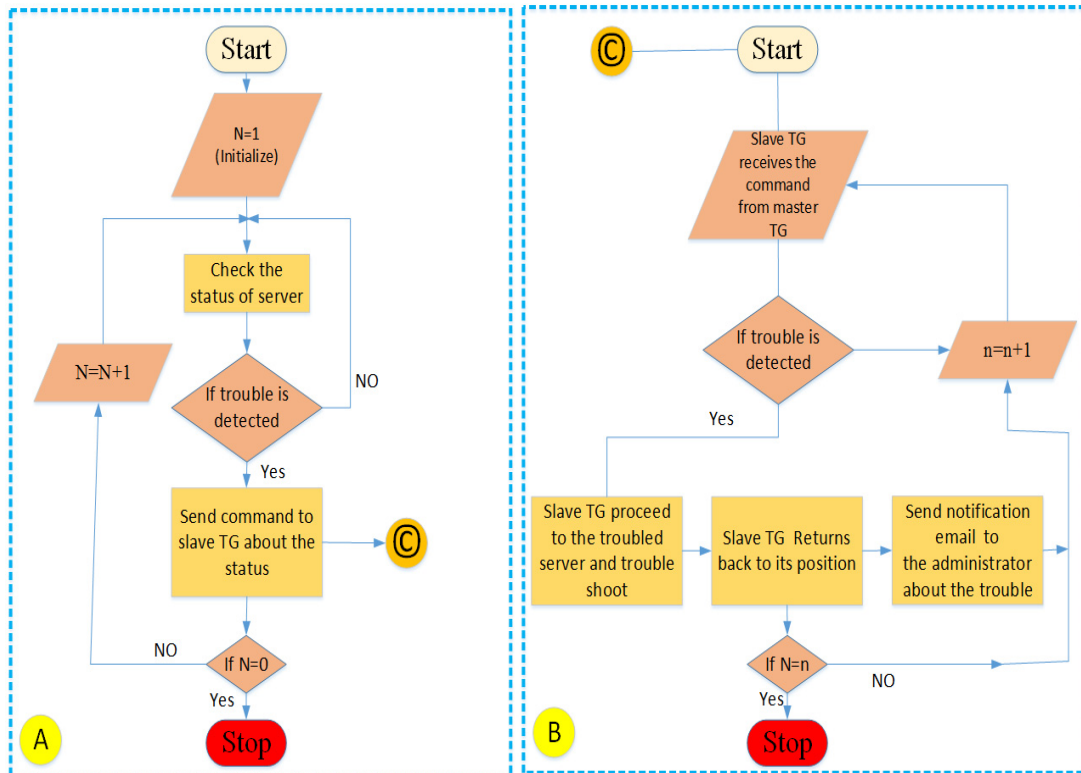 Start
N=1
(Initialize)
Check the
status of server
N=N+1
If trouble is
detected
NO
Yes
Send command to
slave TG about the
status
©
NO
If N=0
Yes
Stop
A
©
Start
Slave TG
receives the
command
from master
TG
If trouble is
detected
n=n+1
Yes
Slave TG proceed
to the troubled
server and trouble
shoot
Slave TG Returns
back to its position
Send notification
email to
the administrator
about the trouble
If N=n
NO
Yes
Stop
B